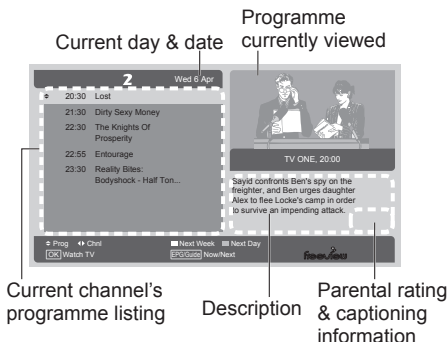 Programme
currently viewed
Current day & date
2 Wed 6 Apr
20:30 Lost
21:30 Dirty Sexy Money
22:30 The Knights Of
Prosperity
22:55 Entourage
23:30 Reality Bites:
Bodyshock - Half Ton...
TV ONE, 20:00
Sayid confronts Ben's spy on the
freighter, and Ben urges daughter
Alex to flee Locke's camp in order
to survive an impending attack.
Prog Chnl Next Week Next Day
OK Watch TV EPG/Guide Now/Next
freeview
Current channel's
programme listing
Description
Parental rating
& captioning
information